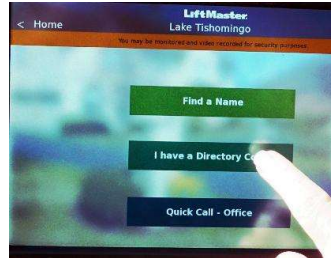 LiftMaster
< Home
Lake Tishomingo
You may be monitored and video recorded for security purposes
Find a Name
I have a Directory Co
Quick Call - Office